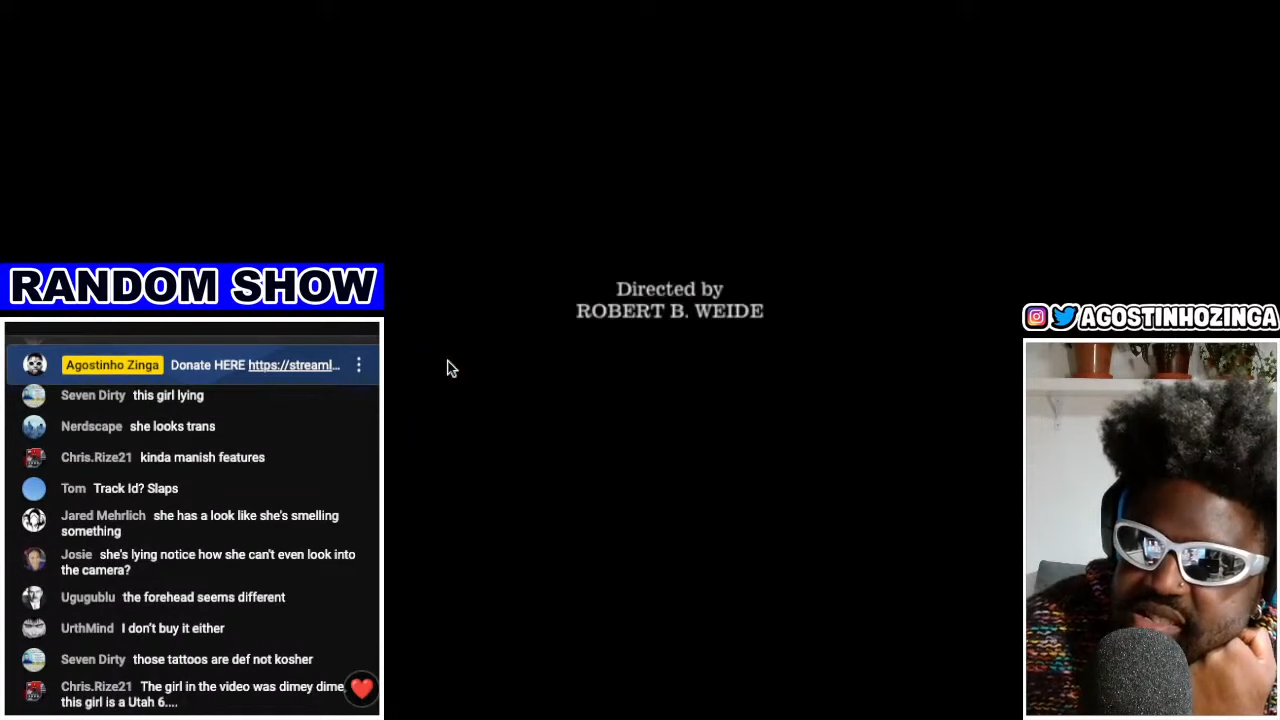 Directed by
ROBERT B. WEIDE
RANDOM SHOW
Agostinho Zinga Donate HERE https://streaml...
Seven Dirty this girl lying
Nerdscape she looks trans
Chris.Rize21 kinda manish features
Tom Track Id? Slaps
Jared Mehrlich she has a look like she's smelling
something
Josie she's lying notice how she can't even look into
the camera?
Ugugublu the forehead seems different
UrthMind I don't buy it either
Seven Dirty those tattoos are def not kosher
Chris.Rize21 The girl in the video was dimey dime,
this girl is a Utah 6....
AGOSTINHOZINGA